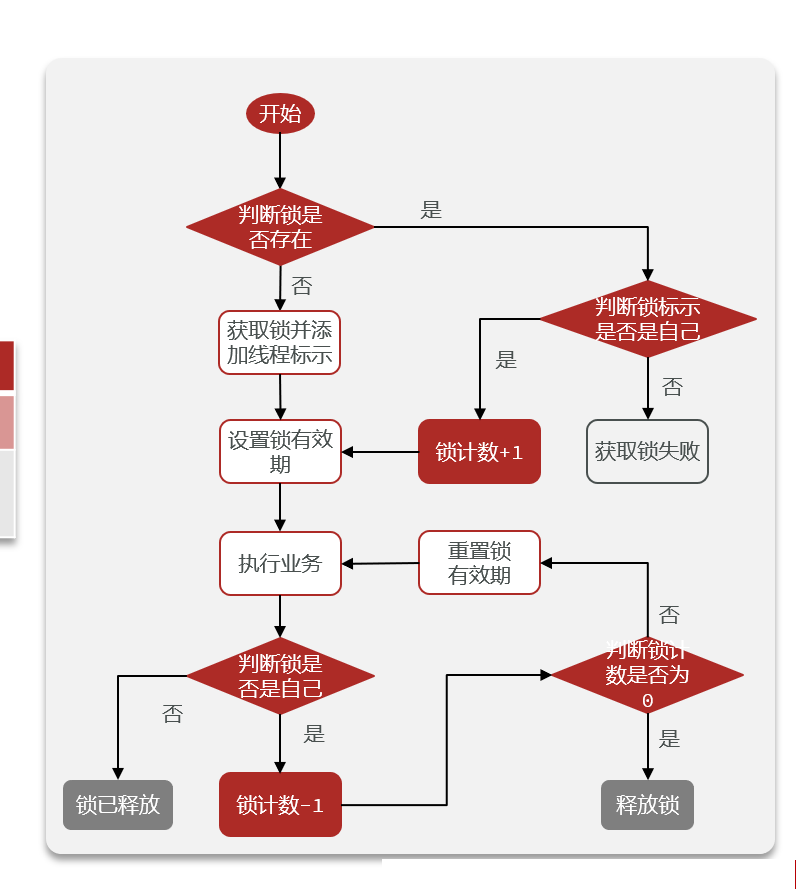 开始
判断锁是
否存在
是
否
获取锁并添
加线程标示
判断锁标示
是否是自己
是
否
设置锁有效
期
锁计数+1
获取锁失败
执行业务
重置锁
有效期
否
判断锁是
否是自己
判断锁计
数是否为
0
否
是
是
锁已释放
锁计数-1
释放锁